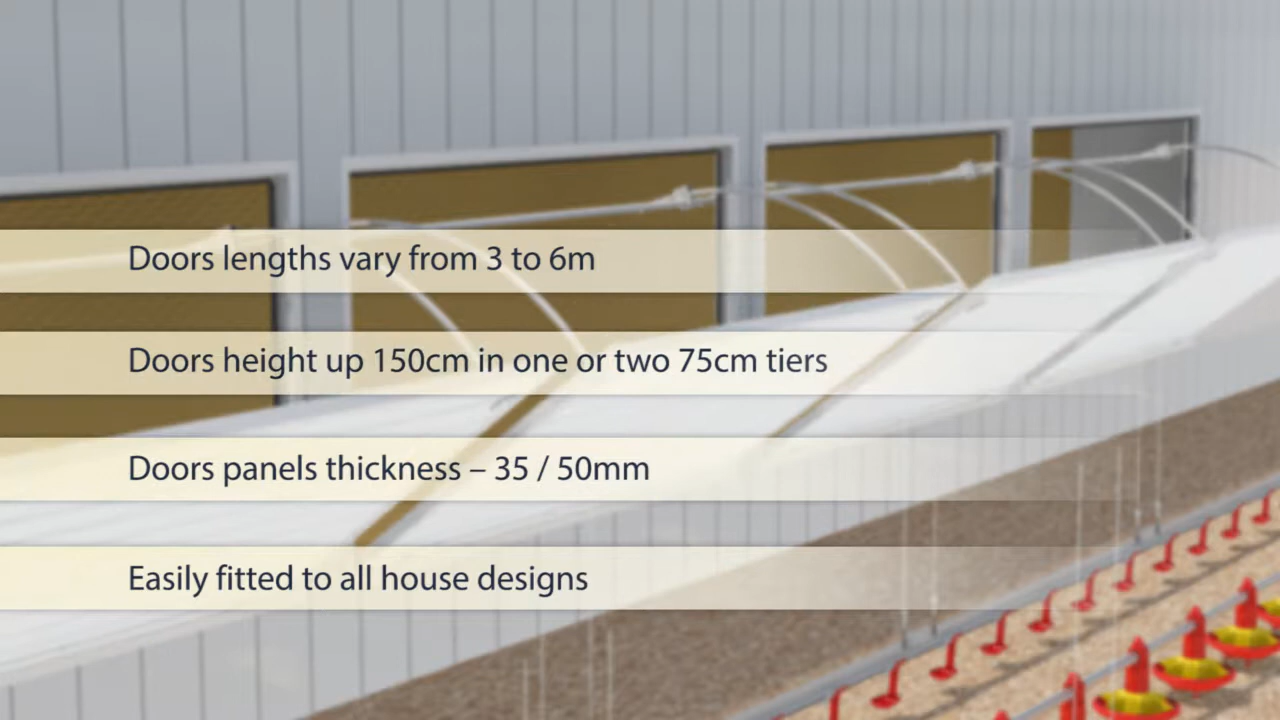 Doors lengths vary from 3 to 6m
Doors height up 150cm in one or two 75cm tiers
Doors panels thickness – 35 / 50mm
Easily fitted to all house designs